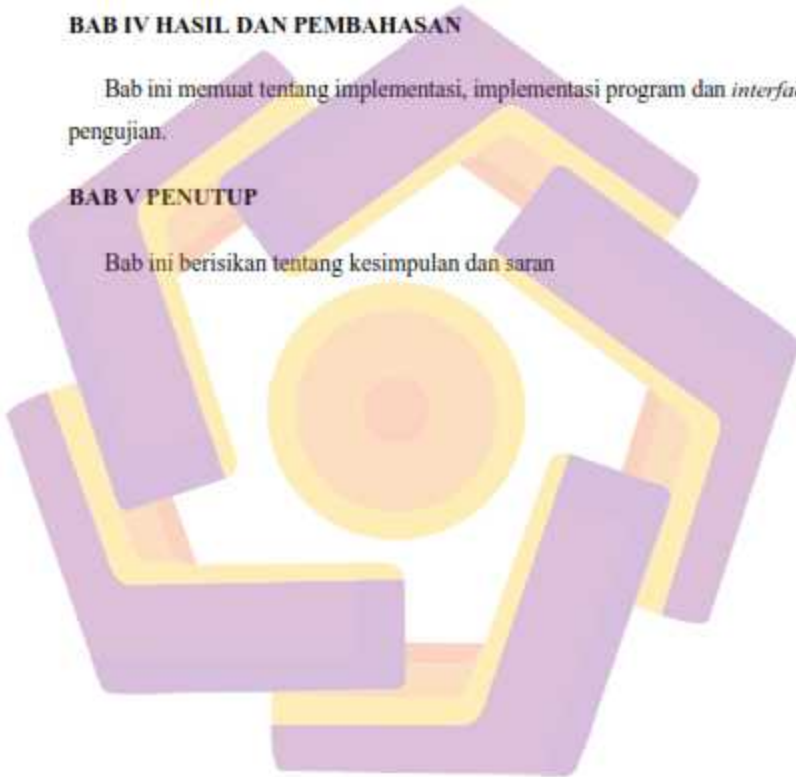 BAB IV HASIL DAN PEMBAHASAN
Bab ini memuat tentang implementasi, implementasi program dan
pengujian.
BAB V PENUTUP
Bab ini berisikan tentang kesimpulan dan saran